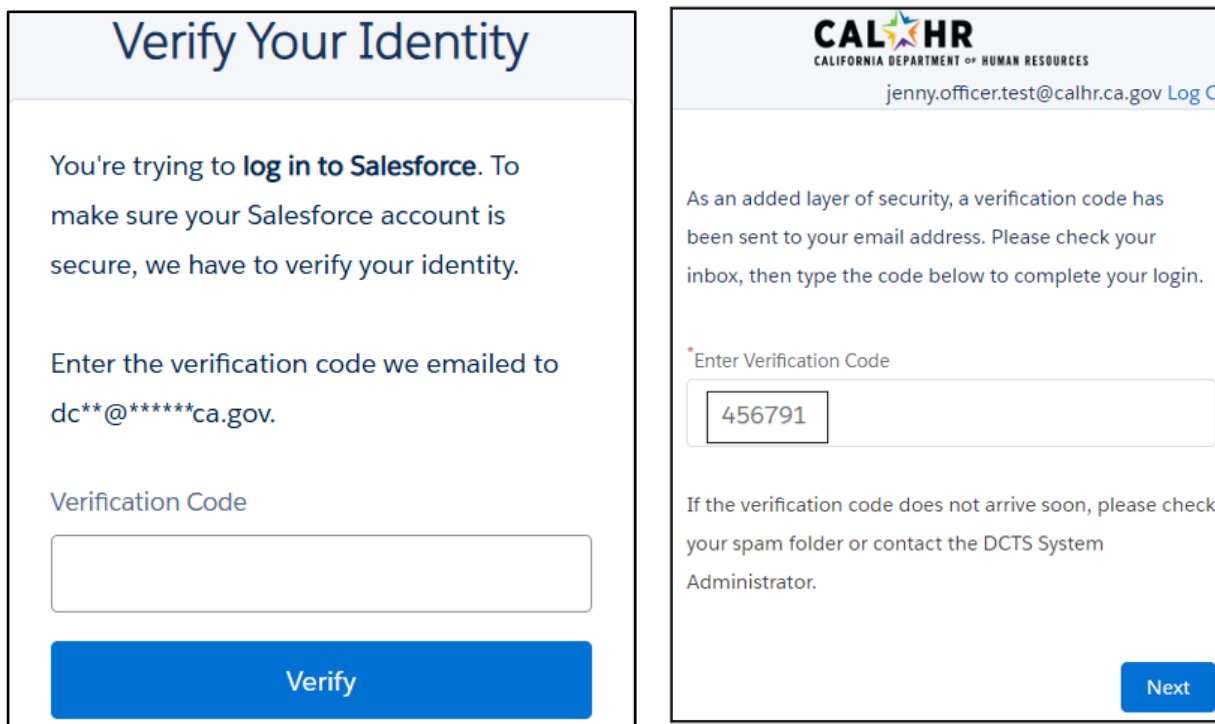 Verify Your Identity
You're trying to log in to Salesforce. To
make sure your Salesforce account is
secure, we have to verify your identity.
Enter the verification code we emailed to
dc**@******ca.gov.
Verification Code
Verify
CAL HR
CALIFORNIA DEPARTMENT OF HUMAN RESOURCES
jenny.officer.test@calhr.ca.gov Log
As an added layer of security, a verification code has
been sent to your email address. Please check your
inbox, then type the code below to complete your login.
*Enter Verification Code
456791
If the verification code does not arrive soon, please check
your spam folder or contact the DCTS System
Administrator.
Next